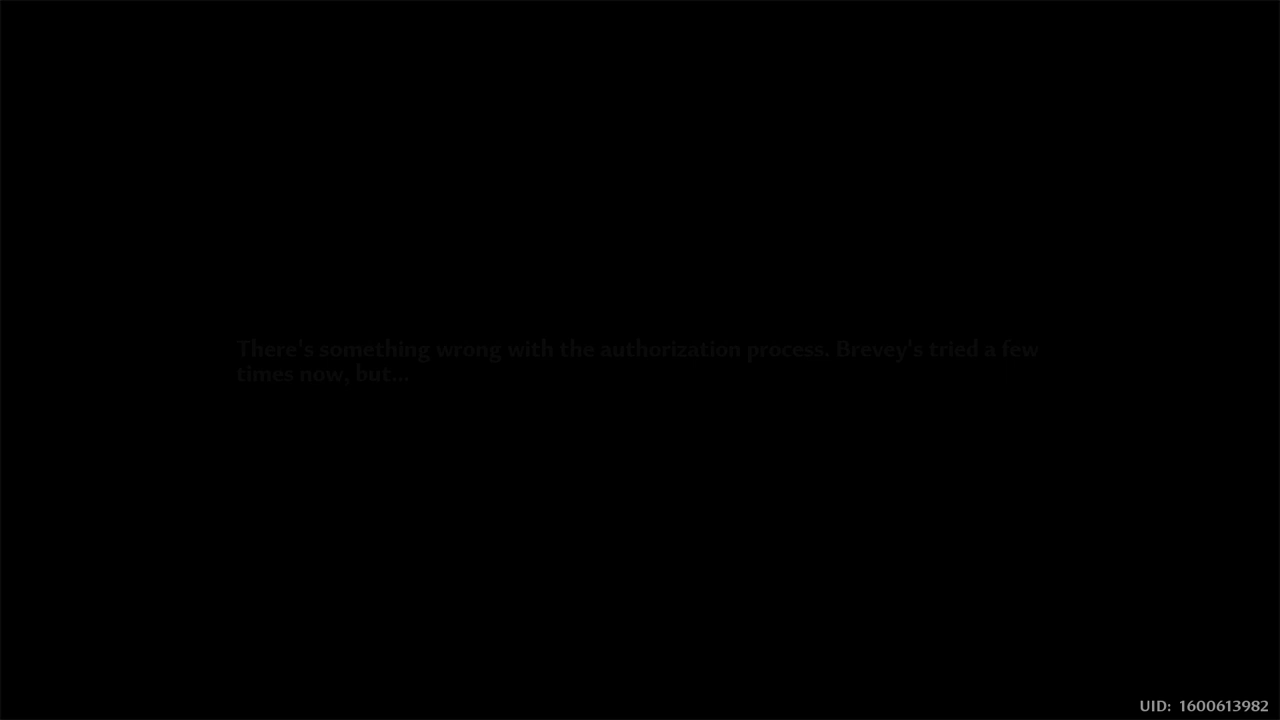 There's something wrong with the authorization process. Brevey's tried a few
times now, but...
UID: 1600613982